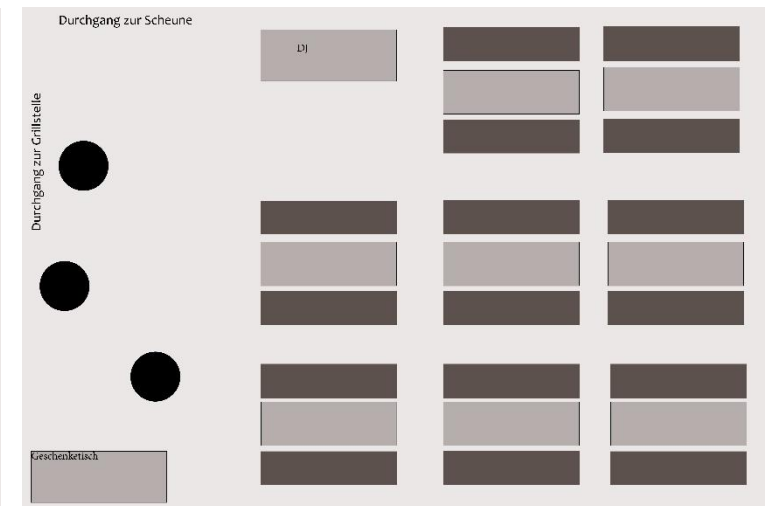 Durchgang zur Scheune
DJ
Durchgang zur Grillstelle
Geschenketisch